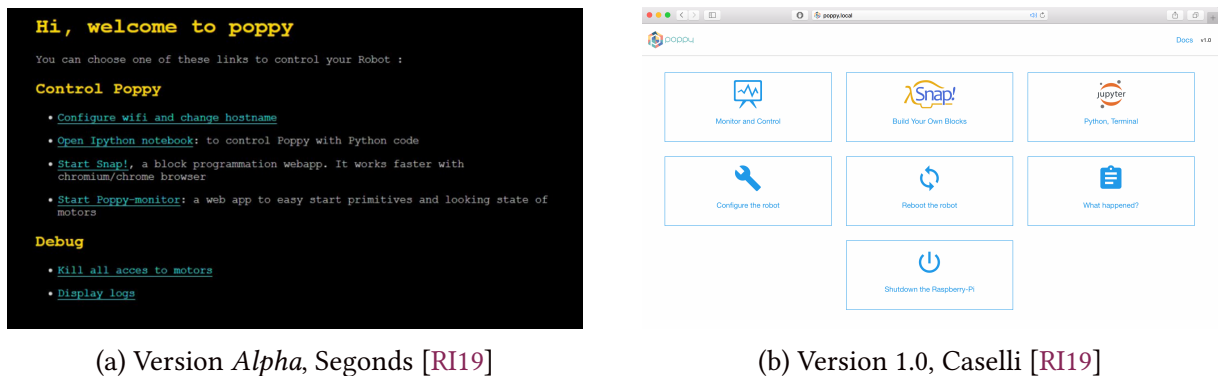 Hi, welcome to poppy
You can choose one of these links to control your Robot :
Control Poppy
• Configure wifi and change hostname
• Open Ipython notebook: to control Poppy with Python code
• Start Snap!, a block programmation webapp. It works faster with
chromium/chrome browser
• Start Poppy-monitor: a web app to easy start primitives and looking state of
motors
Debug
• Kill all acces to motors
• Display logs
(a) Version Alpha, Segonds [RI19]
poppy.local
poppy
Docs v1.0
Monitor and Control
λSnap!
Build Your Own Blocks
jupyter
Python, Terminal
Configure the robot
Reboot the robot
What happened?
Shutdown the Raspberry-Pi
(b) Version 1.0, Caselli [RI19]